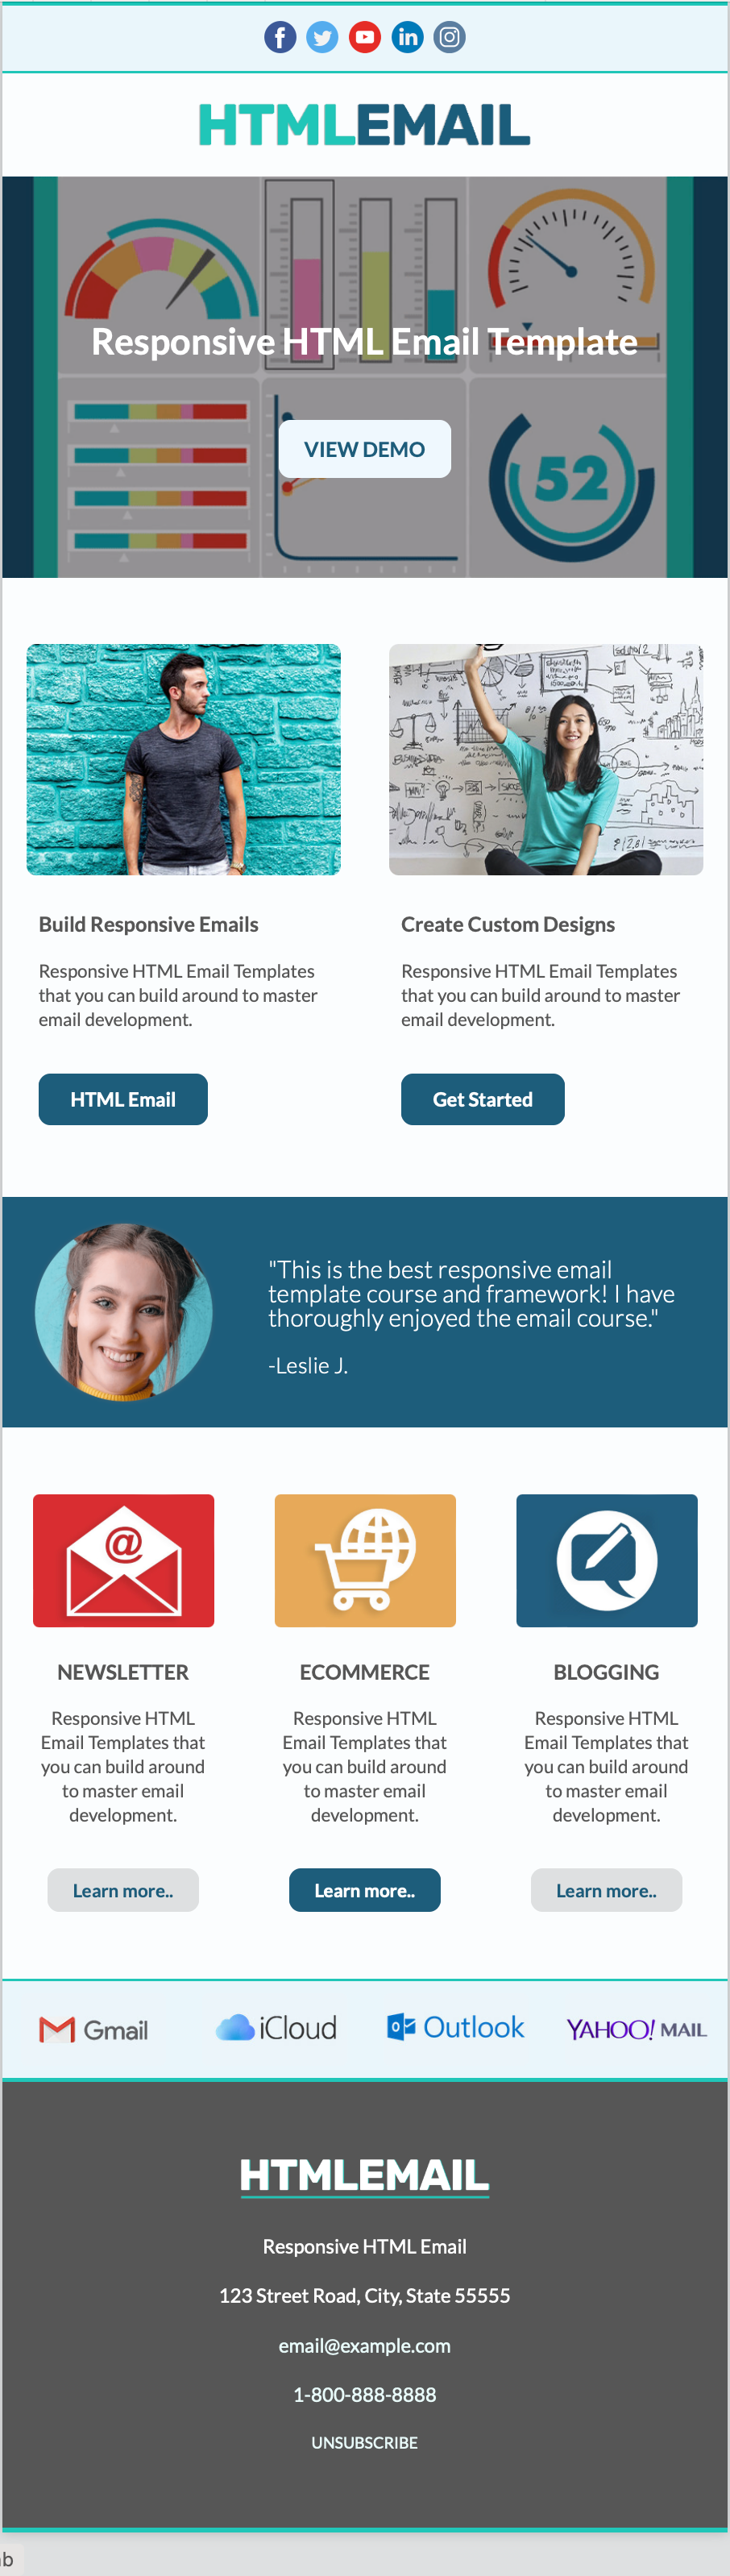 HTMLEMAIL
Responsive HTML Email Template
VIEW DEMO
52
Build Responsive Emails
Responsive HTML Email Templates
that you can build around to master
email development.
HTML Email
Create Custom Designs
Responsive HTML Email Templates
that you can build around to master
email development.
Get Started
"This is the best responsive email
template course and framework! I have
thoroughly enjoyed the email course."
-Leslie J.
NEWSLETTER
Responsive HTML
Email Templates that
you can build around
to master email
development.
Learn more..
ECOMMERCE
Responsive HTML
Email Templates that
you can build around
to master email
development.
Learn more..
BLOGGING
Responsive HTML
Email Templates that
you can build around
to master email
development.
Learn more..
Gmail
iCloud
Outlook
YAHOO! MAIL
HTMLEMAIL
Responsive HTML Email
123 Street Road, City, State 55555
email@example.com
1-800-888-8888
UNSUBSCRIBE